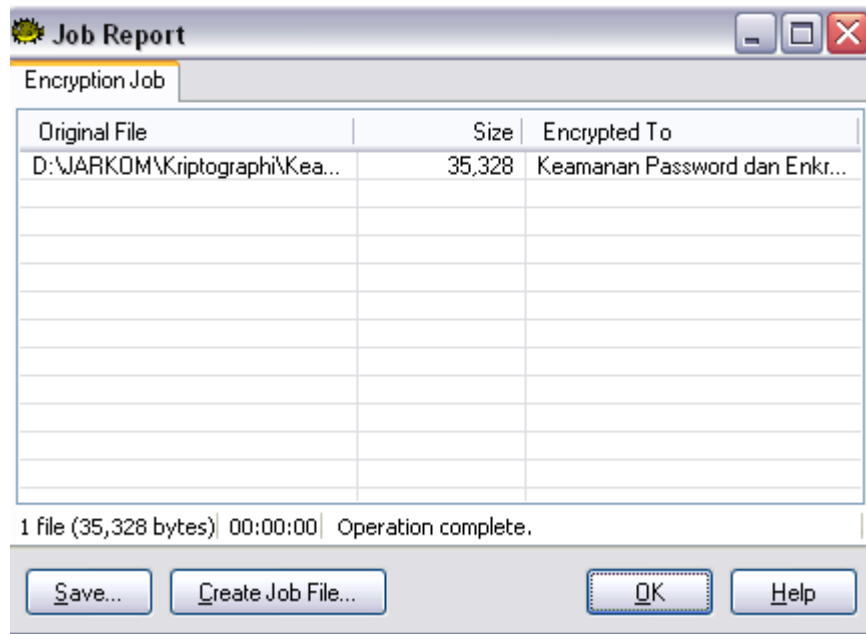 Job Report
Encryption Job
Original File Size Encrypted To
D:\JARKOM\Kriptographi\Kea... 35,328 Keamanan Password dan Enkr...
1 file (35,328 bytes) 00:00:00 Operation complete.
Save... Create Job File... OK Help